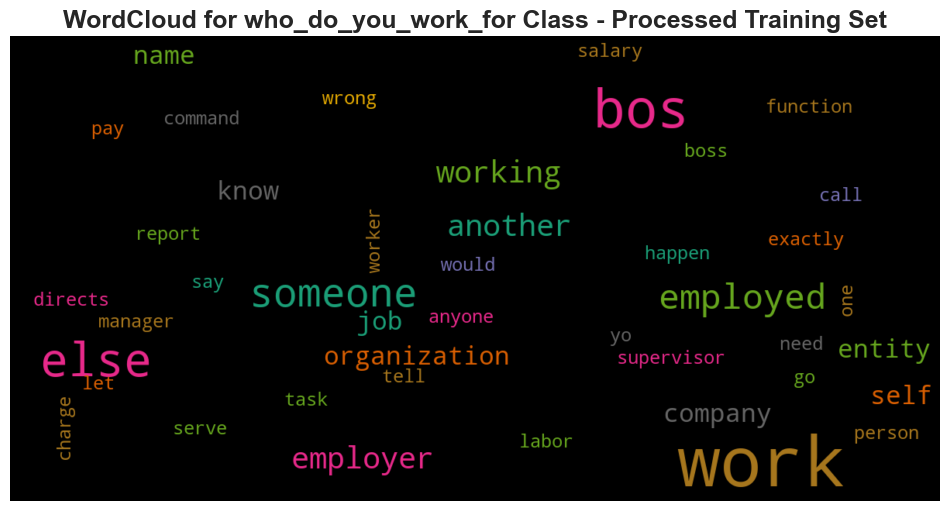 WordCloud for who_do_you_work_for Class - Processed Training Set
name
salary
wrong
bos
function
pay
command
boss
working
know
call
another
report
worker
exactly
would
happen
say
someone
employed
directs
one
manager
job
anyone
yo
organization
supervisor
need
entity
else
let
tell
go
task
self
charge
company
serve
labor
person
employer
work